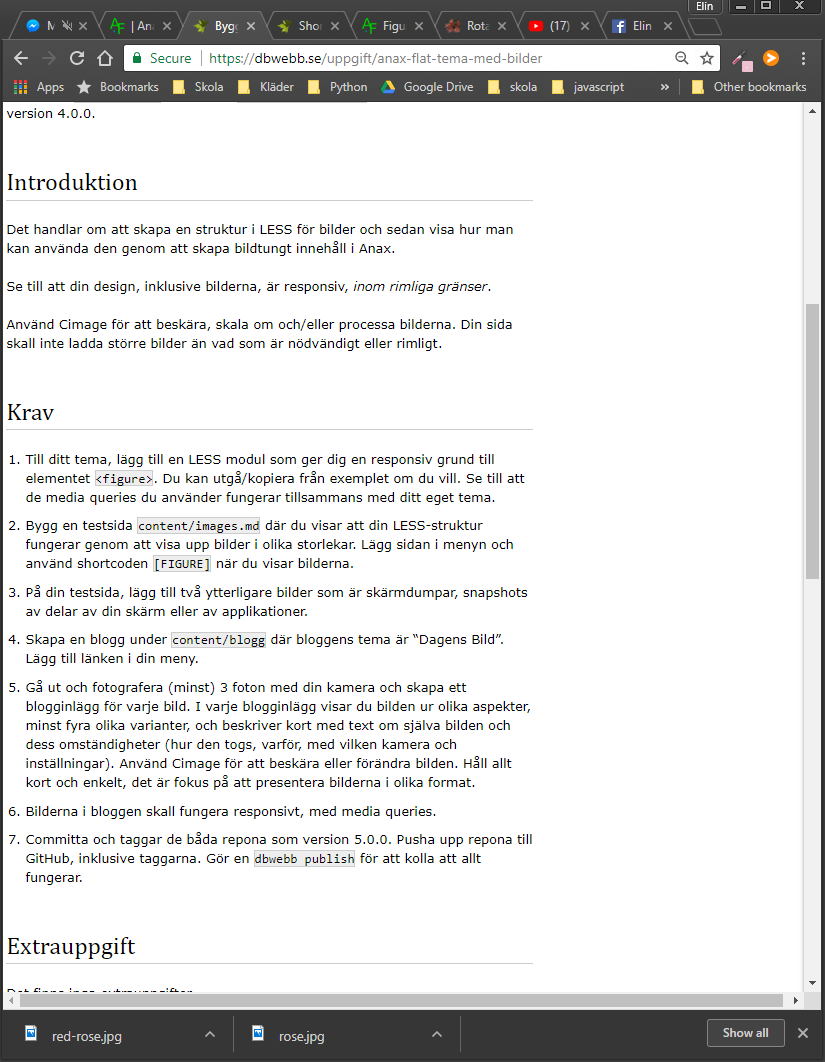 Elin
M
| An
Bygg
Sho
Figu
Rota
(17)
Elin
Secure
https://dbwebb.se/uppgift/anax-flat-tema-med-bilder
Apps
Bookmarks
Skola
Kläder
Python
Google Drive
skola
javascript
»
Other bookmarks
version 4.0.0.
Introduktion
Det handlar om att skapa en struktur i LESS för bilder och sedan visa hur man
kan använda den genom att skapa bildtungt innehåll i Anax.
Se till att din design, inklusive bilderna, är responsiv, inom rimliga gränser.
Använd Cimage för att beskära, skala om och/eller processa bilderna. Din sida
skall inte ladda större bilder än vad som är nödvändigt eller rimligt.
Krav
1. Till ditt tema, lägg till en LESS modul som ger dig en responsiv grund till
elementet <figure>. Du kan utgå/kopiera från exemplet om du vill. Se till att
de media queries du använder fungerar tillsammans med ditt eget tema.
2. Bygg en testsida content/images.md där du visar att din LESS-struktur
fungerar genom att visa upp bilder i olika storlekar. Lägg sidan i menyn och
använd shortcoden [FIGURE] när du visar bilderna.
3. På din testsida, lägg till två ytterligare bilder som är skärmdumpar, snapshots
av delar av din skärm eller av applikationer.
4. Skapa en blogg under content/blogg där bloggens tema är “Dagens Bild”.
Lägg till länken i din meny.
5. Gå ut och fotografera (minst) 3 foton med din kamera och skapa ett
blogginlägg för varje bild. I varje blogginlägg visar du bilden ur olika aspekter,
minst fyra olika varianter, och beskriver kort med text om själva bilden och
dess omständigheter (hur den togs, varför, med vilken kamera och
inställningar). Använd Cimage för att beskära eller förändra bilden. Håll allt
kort och enkelt, det är fokus på att presentera bilderna i olika format.
6. Bilderna i bloggen skall fungera responsivt, med media queries.
7. Committa och taggar de båda repona som version 5.0.0. Pusha upp repona till
GitHub, inklusive taggarna. Gör en dbwebb publish för att kolla att allt
fungerar.
Extrauppgift
Det finns inga extrauppgifter
red-rose.jpg
rose.jpg
Show all